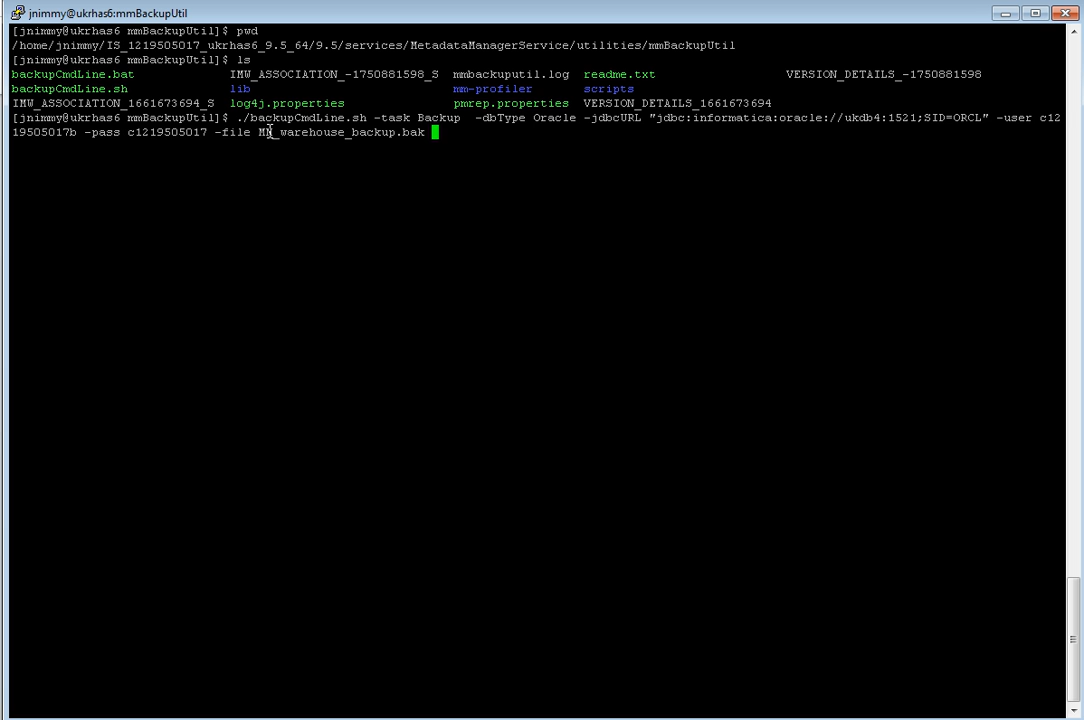 jnimmy@ukrhas6:mmBackupUtil
[jnimmy@ukrhas6 mmBackupUtil]$ pwd
/home/jnimmy/IS_1219505017_ukrhas6_9.5_64/9.5/services/MetadataManagerService/utilities/mmBackupUtil
[jnimmy@ukrhas6 mmBackupUtil]$ ls
backupCmdLine.bat IMW_ASSOCIATION_-1750881598_S mmbackuputil.log readme.txt VERSION_DETAILS_-1750881598
backupCmdLine.sh lib mm-profiler scripts
IMW_ASSOCIATION_1661673694_S log4j.properties pmrep.properties VERSION_DETAILS_1661673694
[jnimmy@ukrhas6 mmBackupUtil]$ ./backupCmdLine.sh -task Backup  -dbType Oracle -jdbcURL "jdbc:informatica:oracle://ukdb4:1521;SID=ORCL" -user c12
19505017b -pass c1219505017 -file MM_warehouse_backup.bak